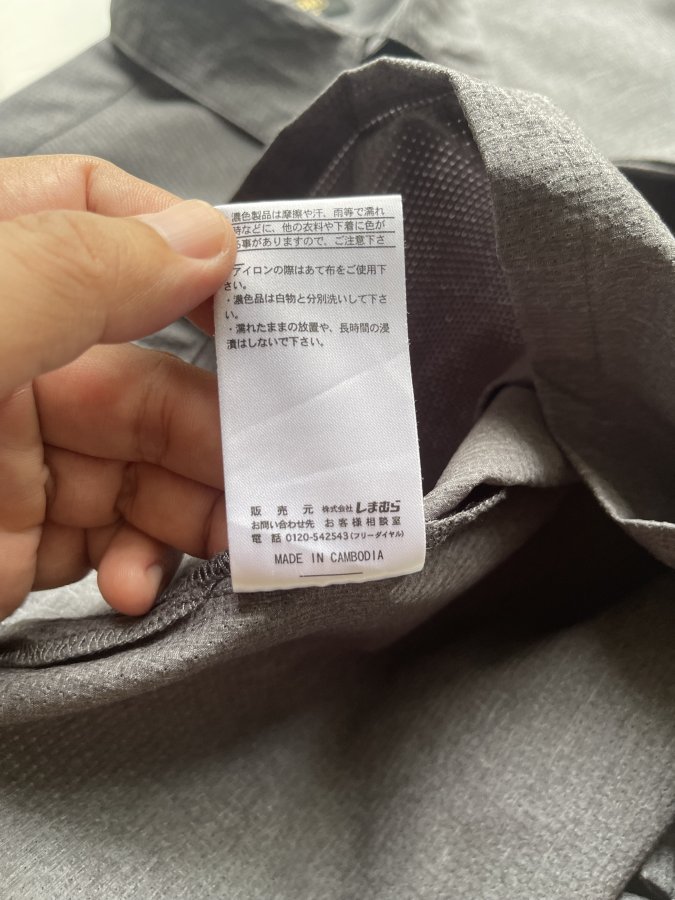 濃色製品は摩擦や汗、雨等で濡れ
時などに、他の衣料や下着に色が
る事がありますので、ご注意下さ
アイロンの際はあて布をご使用下
さい。
・濃色品は白物と分別洗いして下さ
い。
・濡れたままの放置や、長時間の浸
漬はしないで下さい。
販売元 株式会社しまむら
お問い合わせ先 お客様相談室
電話 0120-542543(フリーダイヤル)
MADE IN CAMBODIA